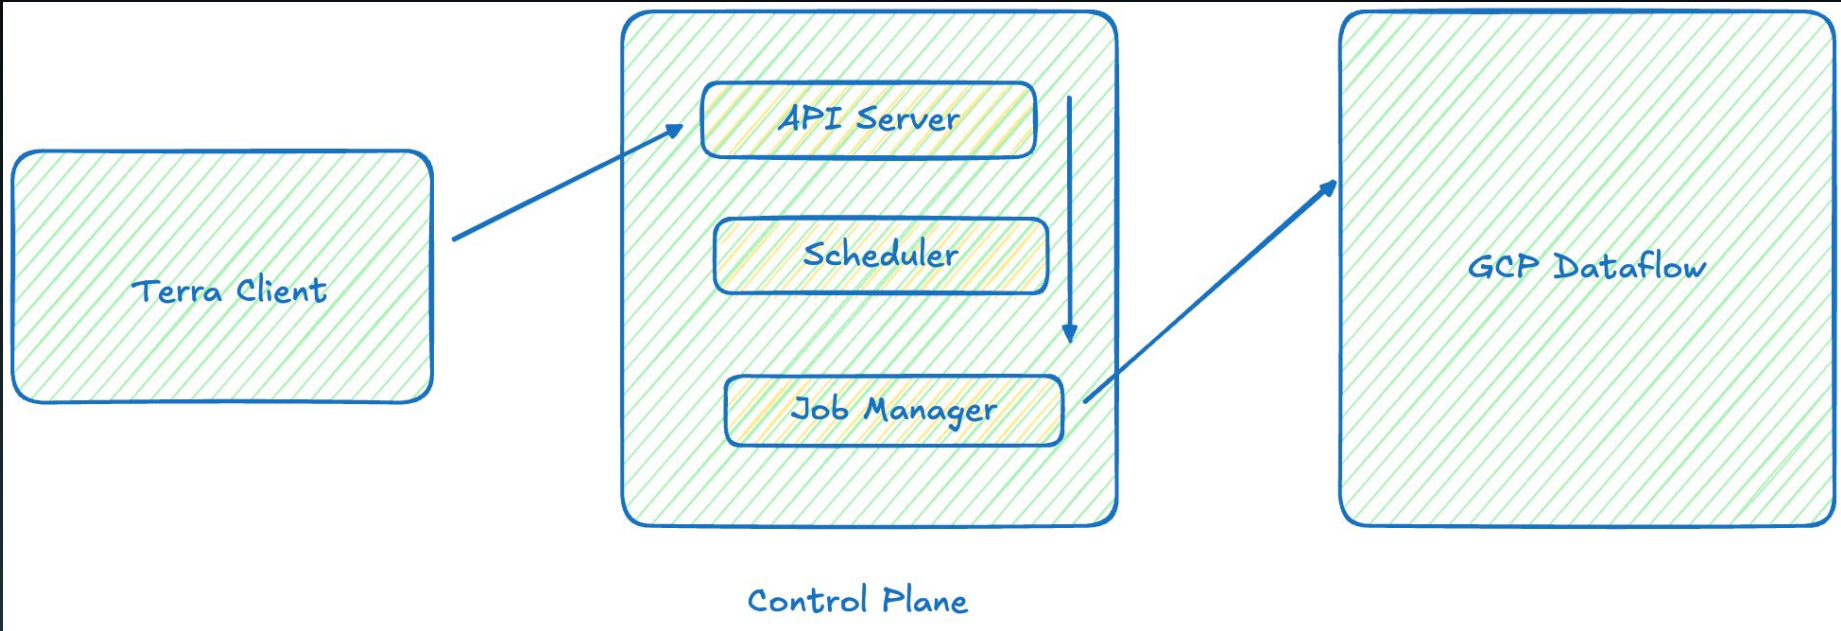 Terra Client
API Server
Scheduler
Job Manager
GCP Dataflow
Control Plane